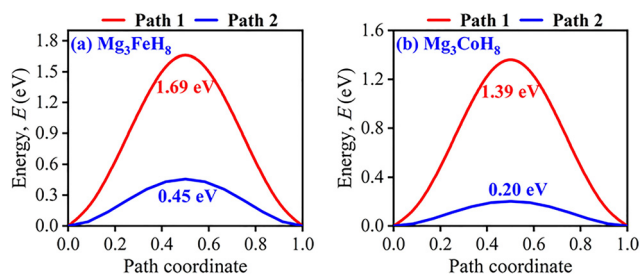 Path 1 Path 2
(a) Mg₃FeH₈
1.69 eV
0.45 eV
Energy, E (eV)
1.8
1.5
1.2
0.9
0.6
0.3
0.0
0.0 0.2 0.4 0.6 0.8 1.0
Path coordinate
Path 1 Path 2
(b) Mg₃CoH₈
1.39 eV
0.20 eV
Energy, E (eV)
1.6
1.2
0.8
0.4
0.0
0.0 0.2 0.4 0.6 0.8 1.0
Path coordinate